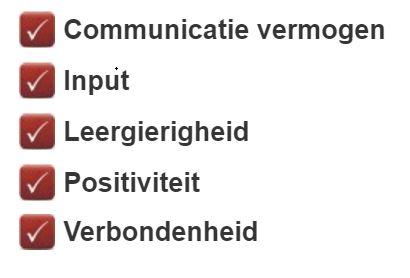 Communicatie vermogen
Input
Leergierigheid
Positiviteit
Verbondenheid